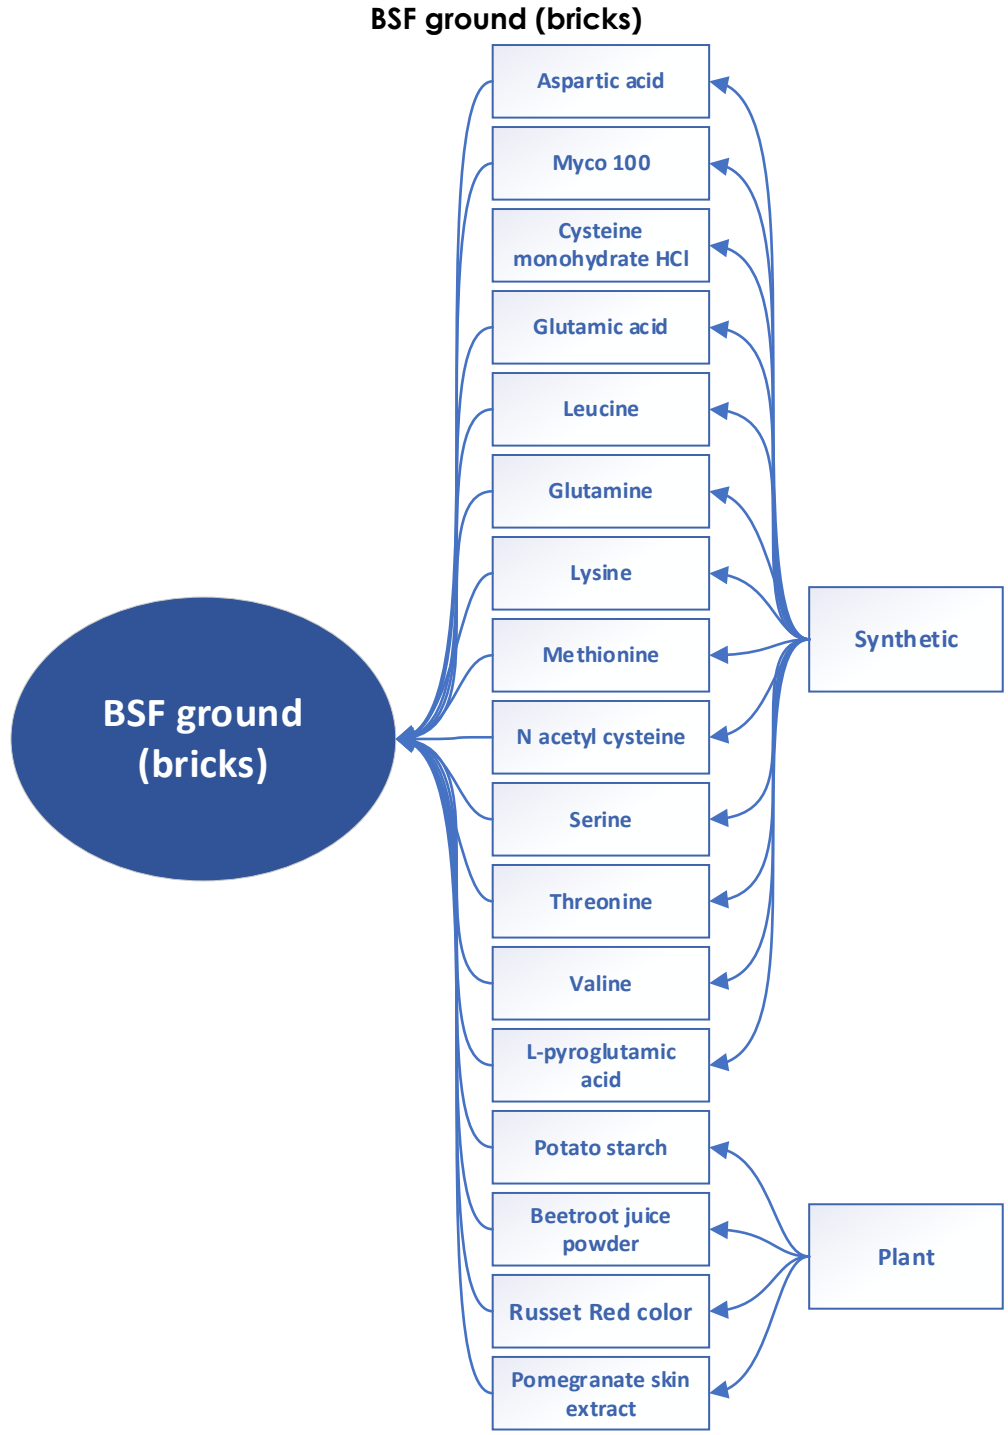 BSF ground (bricks)
Aspartic acid
Myco 100
Cysteine
monohydrate HCl
Glutamic acid
Leucine
Glutamine
Lysine
Methionine
N acetyl cysteine
Serine
Threonine
Valine
L-pyroglutamic
acid
Potato starch
Beetroot juice
powder
Russet Red color
Pomegranate skin
extract
BSF ground
(bricks)
Synthetic
Plant